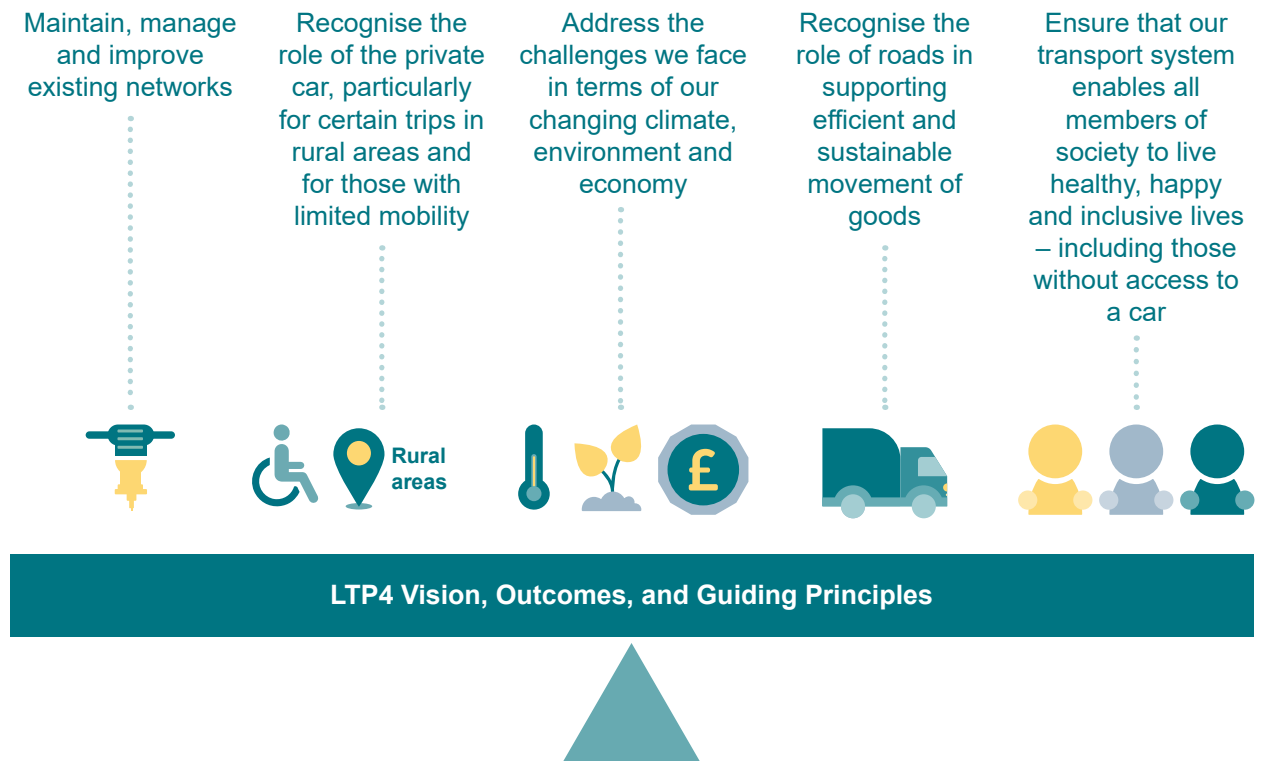 Maintain, manage
and improve
existing networks
Recognise the
role of the private
car, particularly
for certain trips in
rural areas and
for those with
limited mobility
Address the
challenges we face
in terms of our
changing climate,
environment and
economy
Recognise the
role of roads in
supporting
efficient and
sustainable
movement of
goods
Ensure that our
transport system
enables all
members of
society to live
healthy, happy
and inclusive lives
– including those
without access to
a car
Rural
areas
£
LTP4 Vision, Outcomes, and Guiding Principles